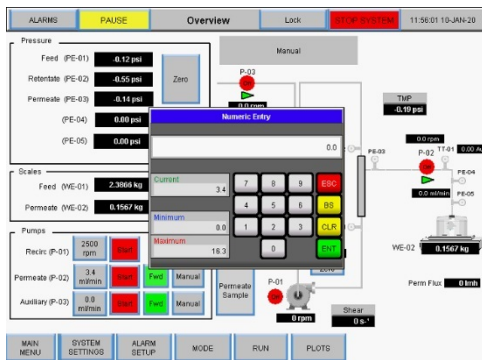 ALARMS PAUSE Overview Lock STOP SYSTEM 11:56:01 10-JAN-20
Pressure
Feed (PE-01) -0.12 psi
Retentate (PE-02) -0.55 psi
Permeate (PE-03) -0.14 psi
(PE-04) 0.00 psi
(PE-05) 0.00 psi
Zero
Manual
P-03
0.0 rpm
TMP
-0.19 psi
Numeric Entry
0.0
Current
3.4
Minimum
0.0
Maximum
16.3
7 8 9 ESC
4 5 6 BS
1 2 3 CLR
0 ENT
PE-03
0.0 rpm
P-02
TT-01
0.00
PE-04
0.0 ml/min
PE-05
Scales
Feed (WE-01) 2.3866 kg
Permeate (WE-02) 0.1567 kg
WE-02 0.1567 kg
Pumps
Recirc (P-01) 2500 rpm Start
Permeate (P-02) 3.4 ml/min Start Fwd Manual
Auxiliary (P-03) 0.0 ml/min Start Fwd Manual
Permeate Sample
P-01
0 rpm
Shear
0 s-¹
Perm Flux 0 lmh
MAIN MENU SYSTEM SETTINGS ALARM SETUP MODE RUN PLOTS